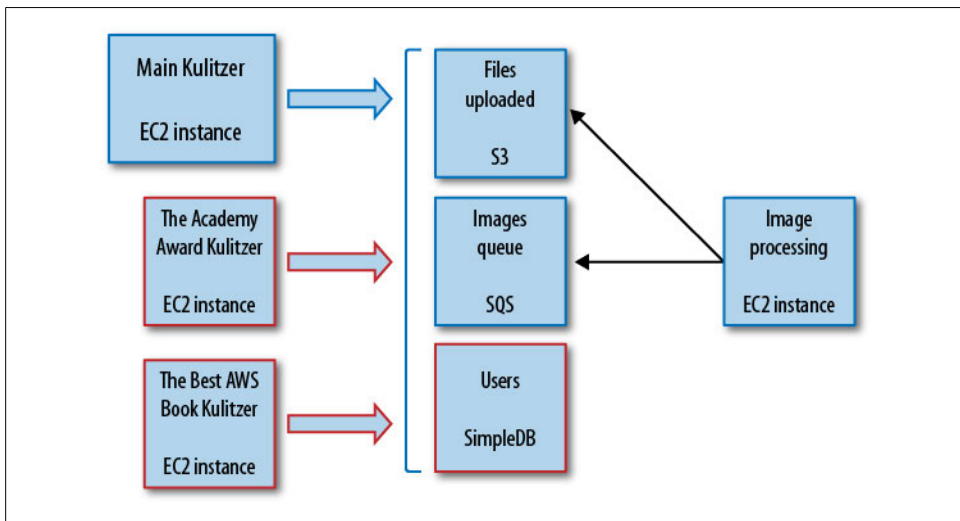 Main Kulitzer
EC2 instance
The Academy
Award Kulitzer
EC2 instance
The Best AWS
Book Kulitzer
EC2 instance
Files
uploaded
S3
Images
queue
SQS
Users
SimpleDB
Image
processing
EC2 instance